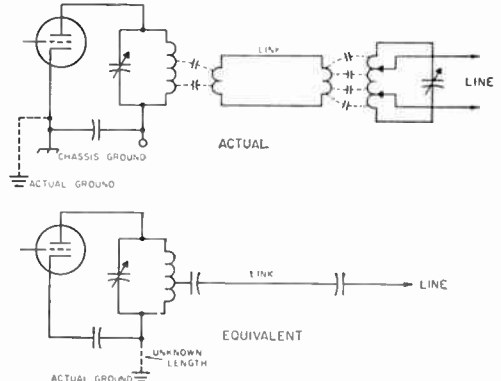 LINK
LINE
CHASSIS GROUND
ACTUAL
ACTUAL GROUND
LINK
LINE
EQUIVALENT
UNKNOWN
LENGTH
ACTUAL GROUND